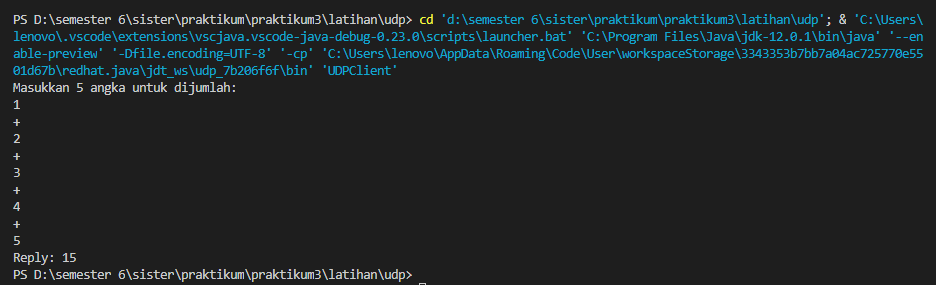 PS D:\semester 6\sister\praktikum\praktikum3\latihan\udp> cd 'd:\semester 6\sister\praktikum\praktikum3\latihan\udp'; & 'C:\Users\
lenovo\.vscode\extensions\vscjava.vscode-java-debug-0.23.0\scripts\launcher.bat' 'C:\Program Files\Java\jdk-12.0.1\bin\java' '--en
able-preview' '-Dfile.encoding=UTF-8' '-cp' 'C:\Users\lenovo\AppData\Roaming\Code\User\workspaceStorage\3343353b7bb7a04ac725770e55
01d67b\redhat.java\jdt_ws\udp_7b206f6f\bin' 'UDPClient'
Masukkan 5 angka untuk dijumlah:
1
+
2
+
3
+
4
+
5
Reply: 15
PS D:\semester 6\sister\praktikum\praktikum3\latihan\udp>